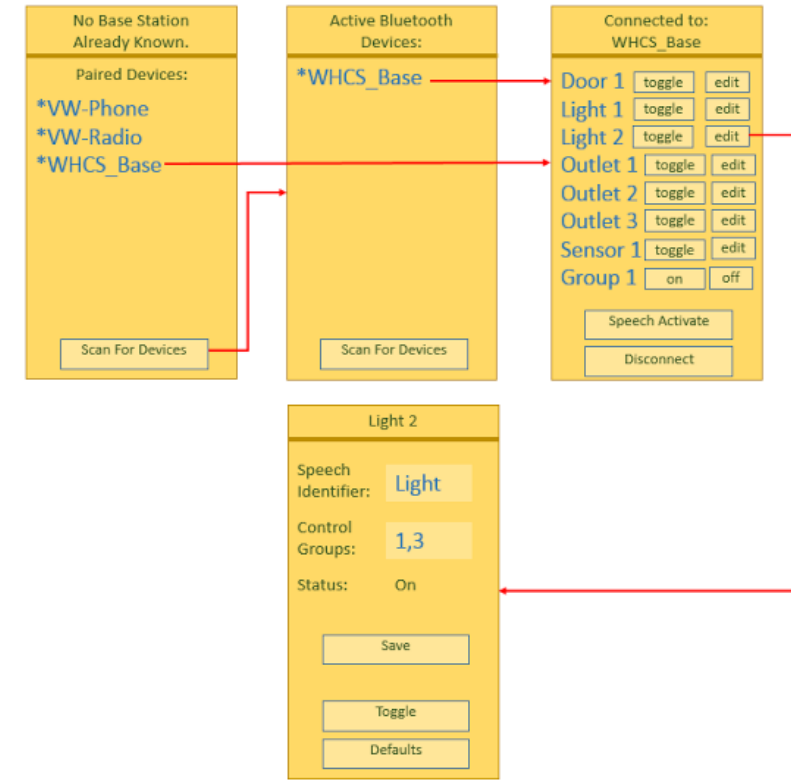 No Base Station
Already Known.
Paired Devices:
*VW-Phone
*VW-Radio
*WHCS_Base
Scan For Devices
Active Bluetooth
Devices:
*WHCS_Base
Scan For Devices
Connected to:
WHCS_Base
Door 1 toggle edit
Light 1 toggle edit
Light 2 toggle edit
Outlet 1 toggle edit
Outlet 2 toggle edit
Outlet 3 toggle edit
Sensor 1 toggle edit
Group 1 on off
Speech Activate
Disconnect
Light 2
Speech
Identifier: Light
Control
Groups: 1,3
Status: On
Save
Toggle
Defaults